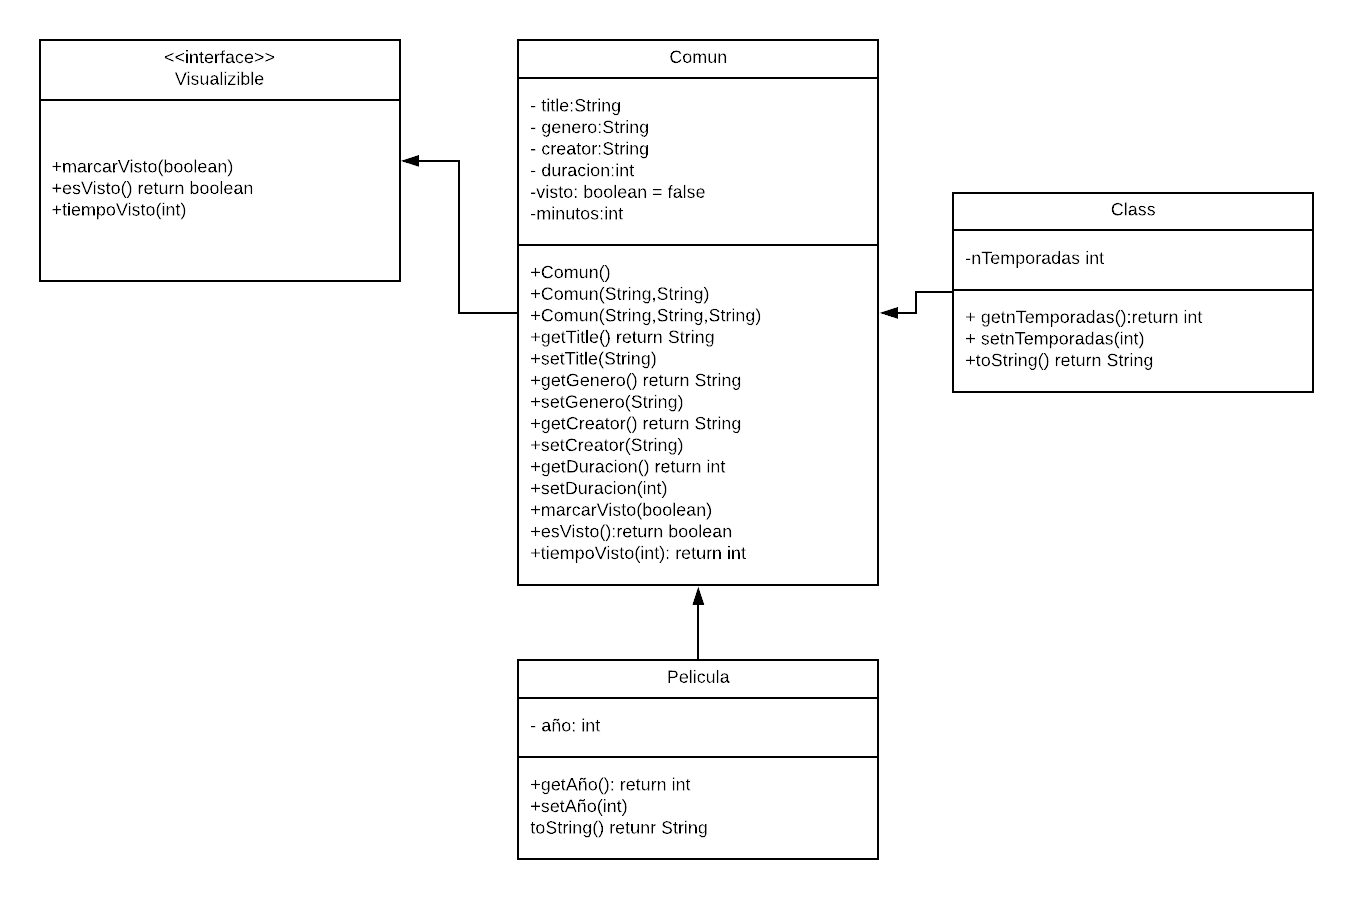 <<interface>>
Visualizible
+marcarVisto(boolean)
+esVisto() return boolean
+tiempoVisto(int)
Comun
- title:String
- genero:String
- creator:String
- duracion:int
-visto: boolean = false
-minutos:int
+Comun()
+Comun(String,String)
+Comun(String,String,String)
+getTitle() return String
+setTitle(String)
+getGenero() return String
+setGenero(String)
+getCreator() return String
+setCreator(String)
+getDuracion() return int
+setDuracion(int)
+marcarVisto(boolean)
+esVisto():return boolean
+tiempoVisto(int): return int
Class
-nTemporadas int
+ getnTemporadas():return int
+ setnTemporadas(int)
+toString() return String
Pelicula
- año: int
+getAño(): return int
+setAño(int)
toString() retunr String